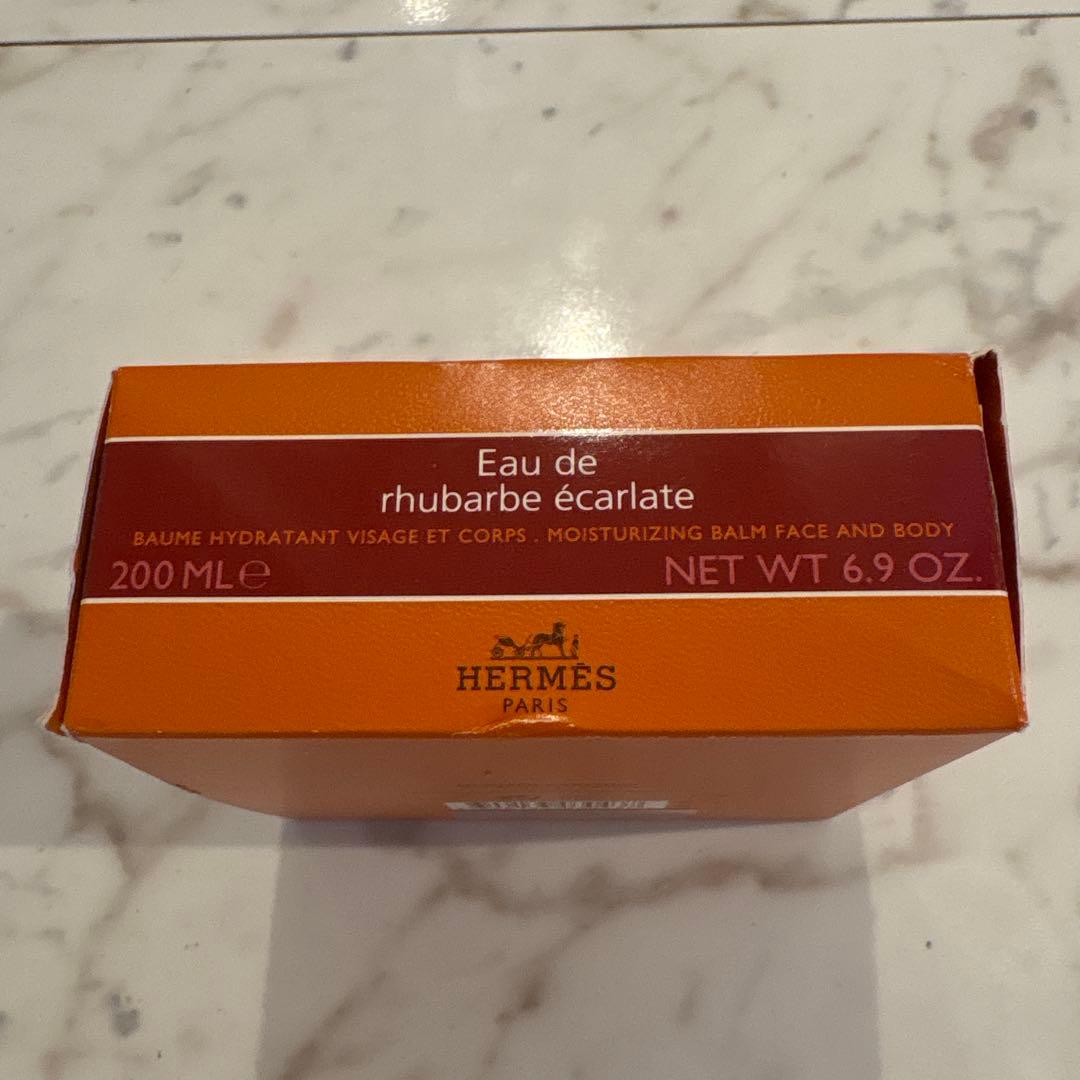 Eau de
rhubarbe écarlate
BAUME HYDRATANT VISAGE ET CORPS . MOISTURIZING BALM FACE AND BODY
200 ML ℮ NET WT 6.9 OZ.
HERMÈS
PARIS